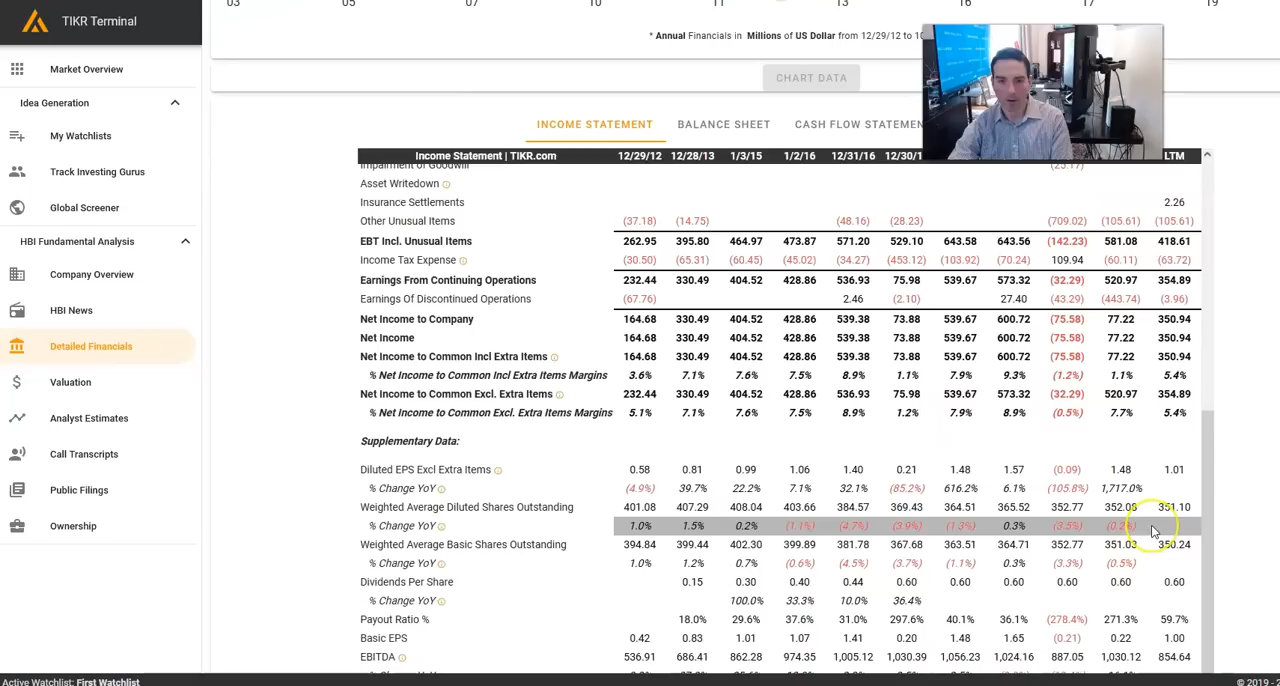 03 05 07 10 11 13 16 17 19
TIKR Terminal
* Annual Financials in Millions of US Dollar from 12/29/12 to
Market Overview
CHART DATA
Idea Generation
INCOME STATEMENT BALANCE SHEET CASH FLOW STATEMEN
My Watchlists
Track Investing Gurus
Global Screener
HBI Fundamental Analysis
Company Overview
HBI News
Detailed Financials
Valuation
Analyst Estimates
Call Transcripts
Public Filings
Ownership
Income Statement | TIKR.com 12/29/12 12/28/13 1/3/15 1/2/16 12/31/16 12/30/1 LTM
Impairment of Goodwill (25.17)
Asset Writedown
Insurance Settlements 2.26
Other Unusual Items (37.18) (14.75) (48.16) (28.23) (709.02) (105.61) (105.61)
EBT Incl. Unusual Items 262.95 395.80 464.97 473.87 571.20 529.10 643.58 643.56 (142.23) 581.08 418.61
Income Tax Expense (30.50) (65.31) (60.45) (45.02) (34.27) (453.12) (103.92) (70.24) 109.94 (60.11) (63.72)
Earnings From Continuing Operations 232.44 330.49 404.52 428.86 536.93 75.98 539.67 573.32 (32.29) 520.97 354.89
Earnings Of Discontinued Operations (67.76) 2.46 (2.10) 27.40 (43.29) (443.74) (3.96)
Net Income to Company 164.68 330.49 404.52 428.86 539.38 73.88 539.67 600.72 (75.58) 77.22 350.94
Net Income 164.68 330.49 404.52 428.86 539.38 73.88 539.67 600.72 (75.58) 77.22 350.94
Net Income to Common Incl Extra Items 164.68 330.49 404.52 428.86 539.38 73.88 539.67 600.72 (75.58) 77.22 350.94
% Net Income to Common Incl Extra Items Margins 3.6% 7.1% 7.6% 7.5% 8.9% 1.1% 7.9% 9.3% (1.2%) 1.1% 5.4%
Net Income to Common Excl. Extra Items 232.44 330.49 404.52 428.86 536.93 75.98 539.67 573.32 (32.29) 520.97 354.89
% Net Income to Common Excl. Extra Items Margins 5.1% 7.1% 7.6% 7.5% 8.9% 1.2% 7.9% 8.9% (0.5%) 7.7% 5.4%
Supplementary Data:
Diluted EPS Excl Extra Items 0.58 0.81 0.99 1.06 1.40 0.21 1.48 1.57 (0.09) 1.48 1.01
% Change YoY (4.9%) 39.7% 22.2% 7.1% 32.1% (85.2%) 616.2% 6.1% (105.8%) 1,717.0%
Weighted Average Diluted Shares Outstanding 401.08 407.29 408.04 403.66 384.57 369.43 364.51 365.52 352.77 352.08 351.10
% Change YoY 1.0% 1.5% 0.2% (1.1%) (4.7%) (3.9%) (1.3%) 0.3% (3.5%) (0.2%)
Weighted Average Basic Shares Outstanding 394.84 399.44 402.30 399.89 381.78 367.68 363.51 364.71 352.77 351.03 350.24
% Change YoY 1.0% 1.2% 0.7% (0.6%) (4.5%) (3.7%) (1.1%) 0.3% (3.3%) (0.5%)
Dividends Per Share 0.15 0.30 0.40 0.44 0.60 0.60 0.60 0.60 0.60 0.60
% Change YoY 100.0% 33.3% 10.0% 36.4%
Payout Ratio % 18.0% 29.6% 37.6% 31.0% 297.6% 40.1% 36.1% (278.4%) 271.3% 59.7%
Basic EPS 0.42 0.83 1.01 1.07 1.41 0.20 1.48 1.65 (0.21) 0.22 1.00
EBITDA 536.91 686.41 862.28 974.35 1,005.12 1,030.39 1,056.23 1,024.16 887.05 1,030.12 854.64
Active Watchlist: First Watchlist
© 2019 - 2